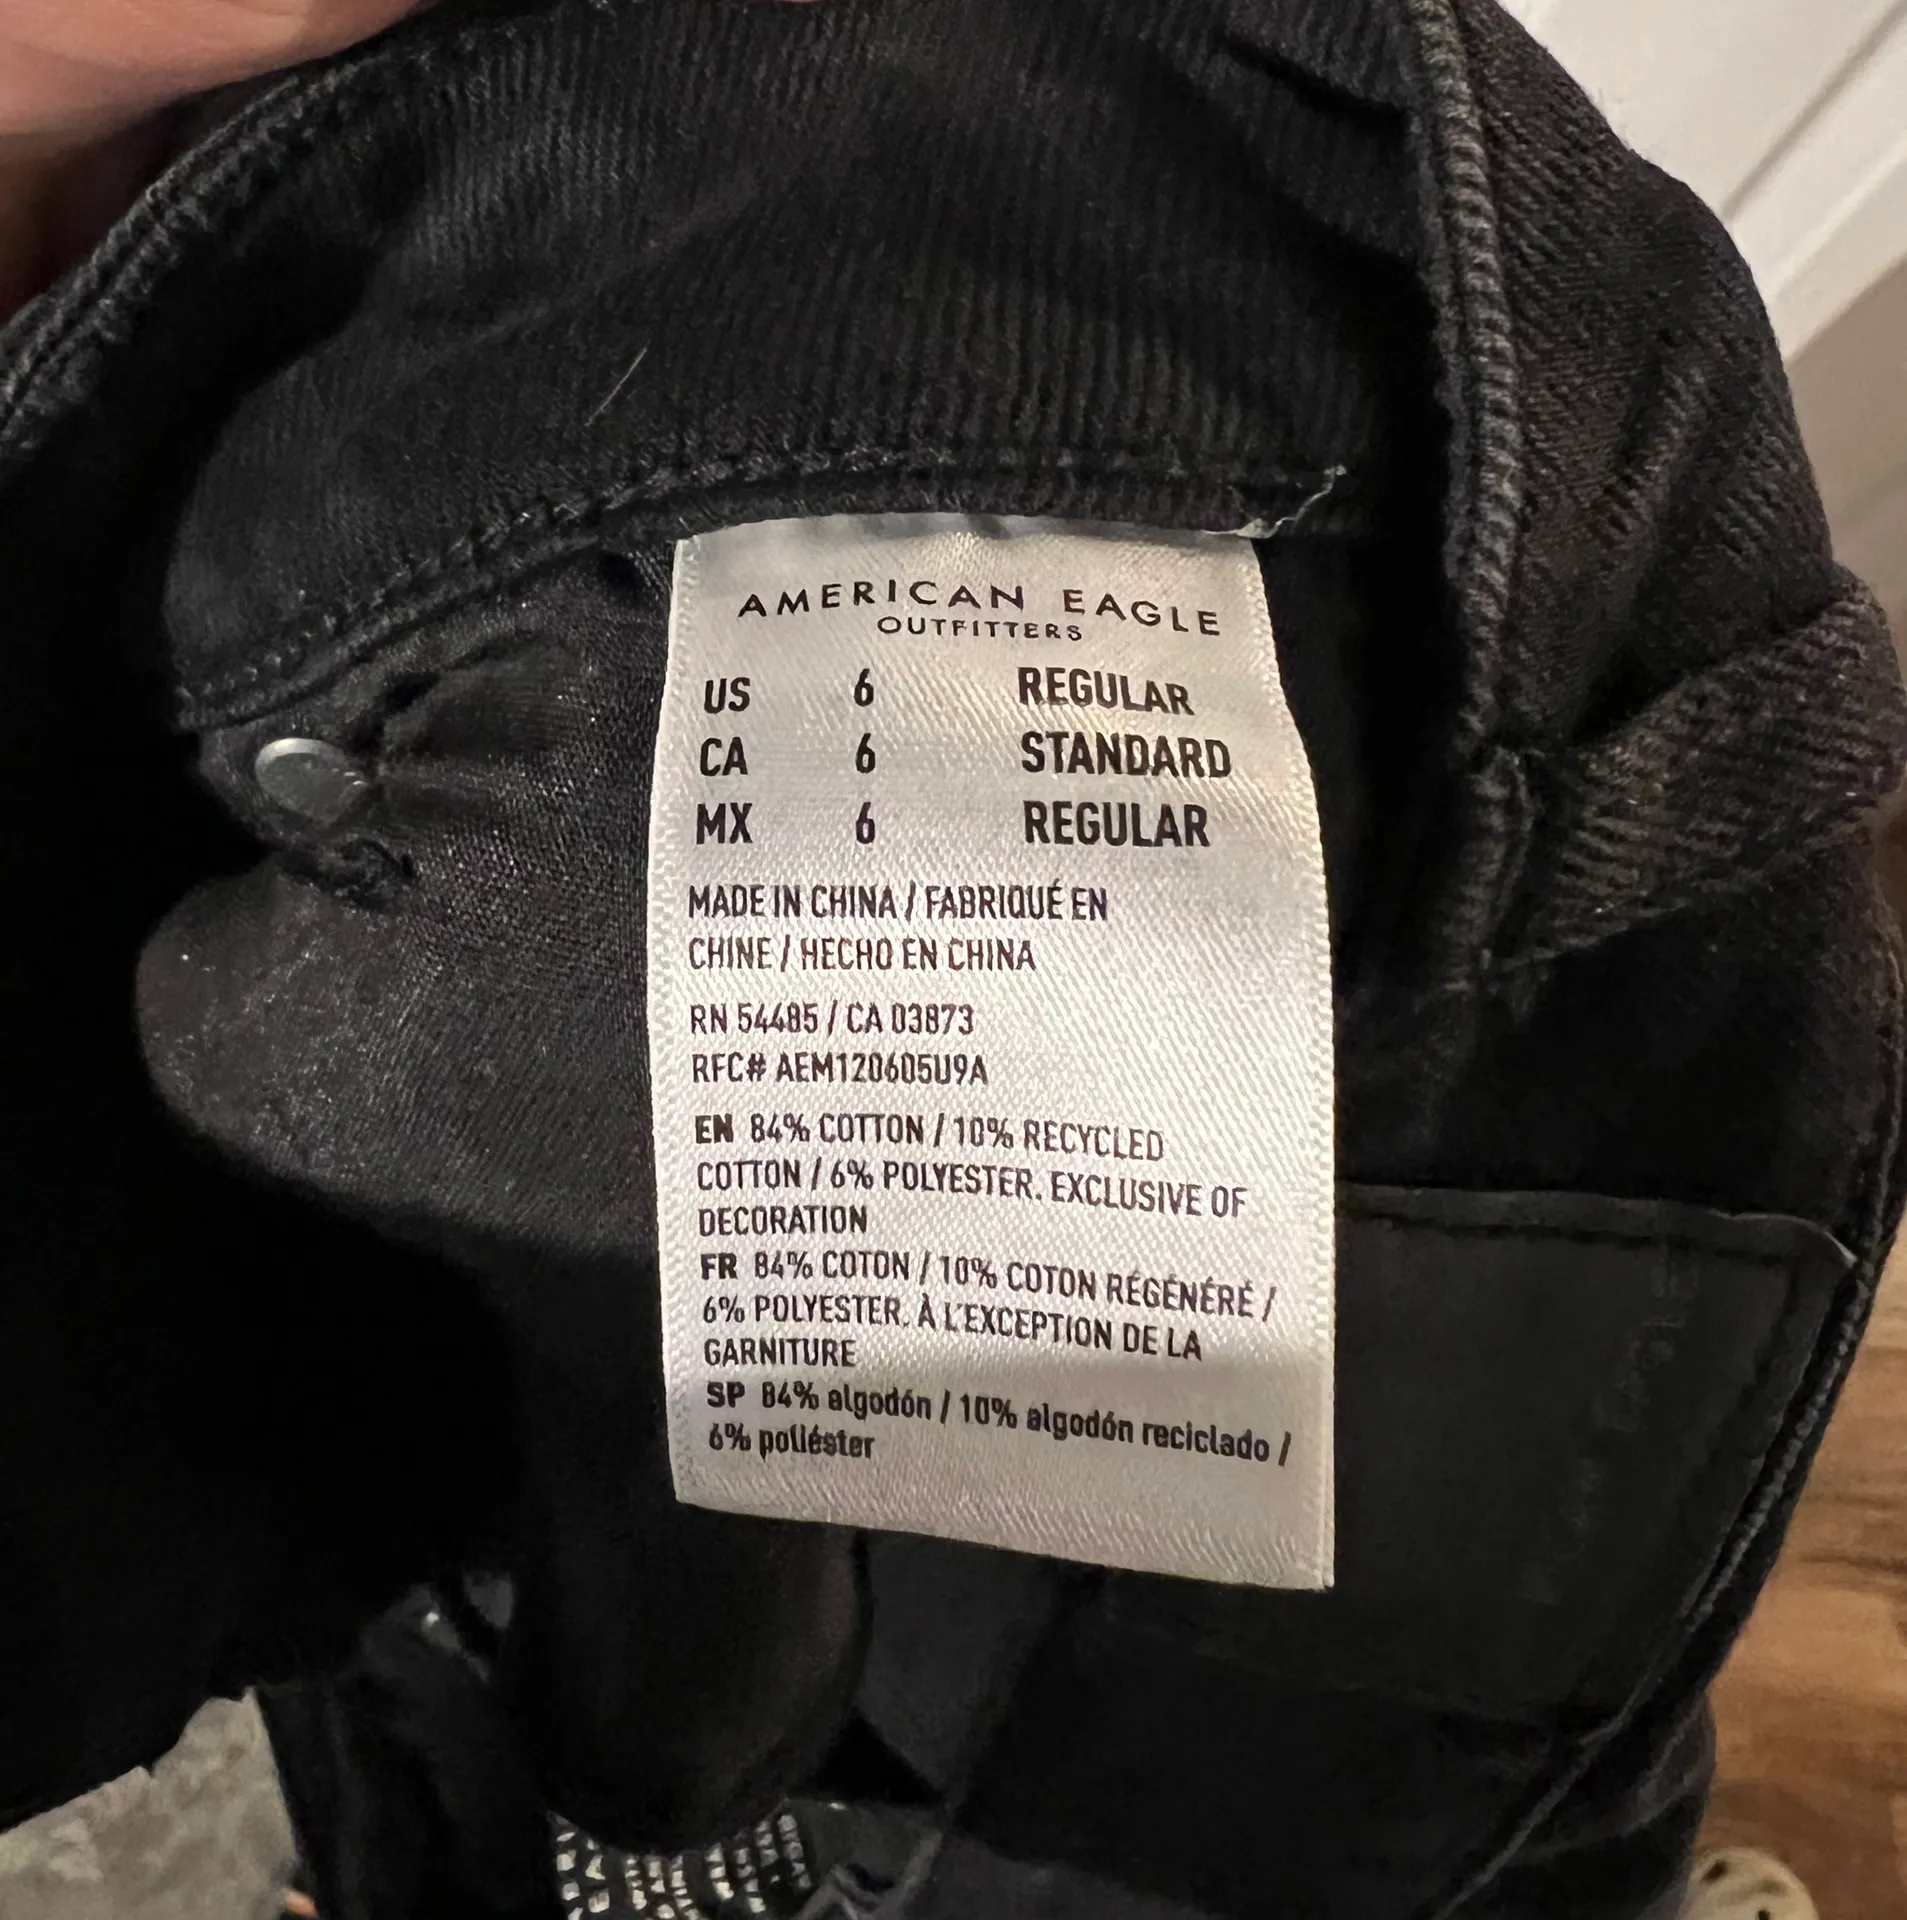 AMERICAN EAGLE
OUTFITTERS
US 6 REGULAR
CA 6 STANDARD
MX 6 REGULAR
MADE IN CHINA / FABRIQUÉ EN
CHINE / HECHO EN CHINA
RN 54485 / CA 03873
RFC# AEM120605U9A
EN 84% COTTON / 10% RECYCLED
COTTON / 6% POLYESTER. EXCLUSIVE OF
DECORATION
FR 84% COTON / 10% COTON RÉGÉNÉRÉ /
6% POLYESTER. À L'EXCEPTION DE LA
GARNITURE
SP 84% algodón / 10% algodón reciclado /
6% poliéster